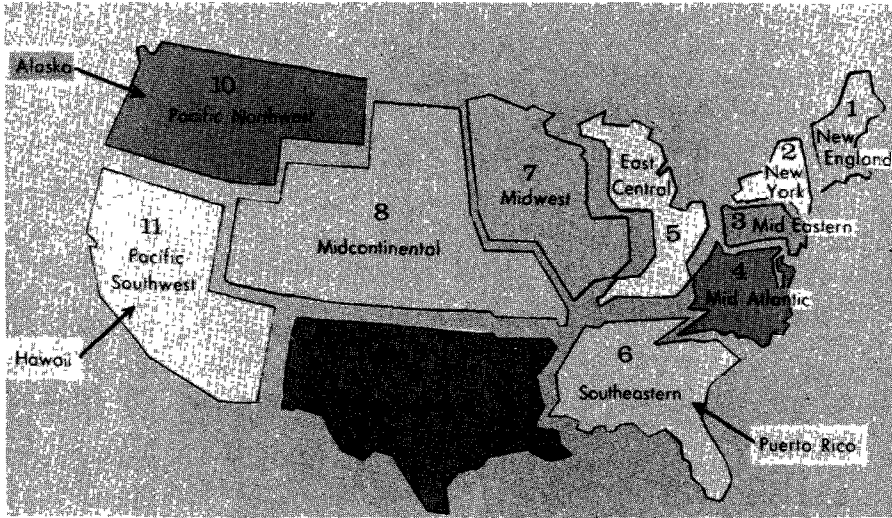 Alaska
10
Pacific Northwest
1
New
England
2
New
York
East
Central
7
Midwest
8
Midcontinental
5
3 Mid Eastern
11
Pacific
Southwest
4
Mid Atlantic
Hawaii
6
Southeastern
Puerto Rico